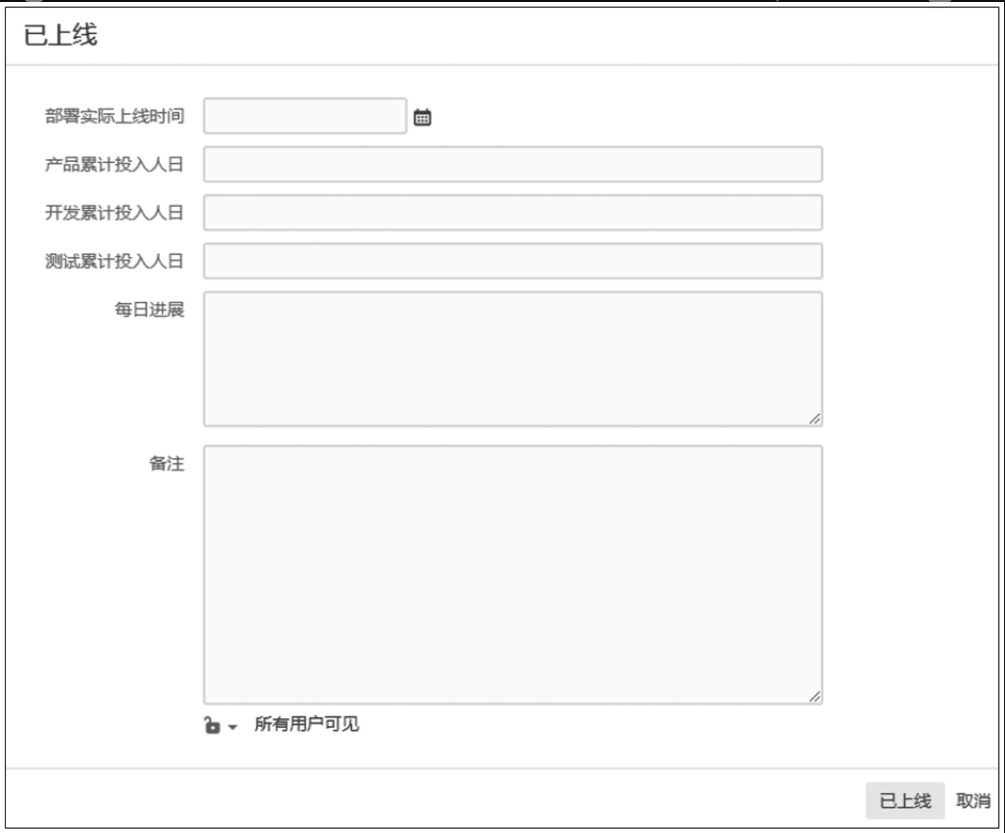 已上线
部署实际上线时间
产品累计投入人日
开发累计投入人日
测试累计投入人日
每日进展
备注
所有用户可见
已上线 取消